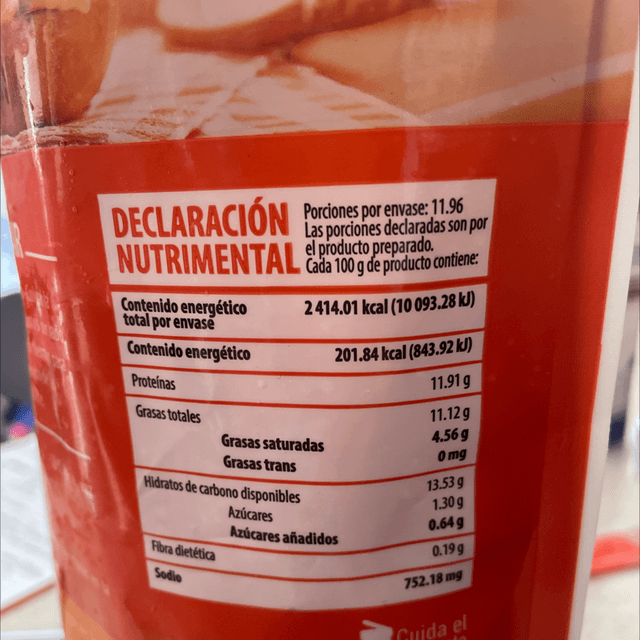 DECLARACIÓN
NUTRIMENTAL
Porciones por envase: 11.96
Las porciones declaradas son por
el producto preparado.
Cada 100 g de producto contiene:
Contenido energético
total por envase
2 414.01 kcal (10 093.28 kJ)
Contenido energético 201.84 kcal (843.92 kJ)
Proteínas 11.91 g
Grasas totales 11.12 g
Grasas saturadas 4.56 g
Grasas trans 0 mg
Hidratos de carbono disponibles 13.53 g
Azúcares 1.30 g
Azúcares añadidos 0.64 g
Fibra dietética 0.19 g
Sodio 752.18 mg
Cuida el
R